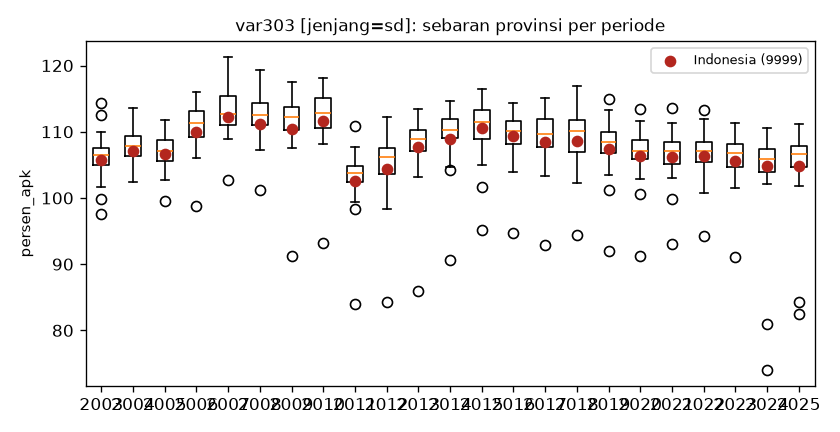 var303 [jenjang=sd]: sebaran provinsi per periode
Indonesia (9999)
persen_apk
120
110
100
90
80
2003 2004 2005 2006 2007 2008 2009 2010 2011 2012 2013 2014 2015 2016 2017 2018 2019 2020 2021 2022 2023 2024 2025